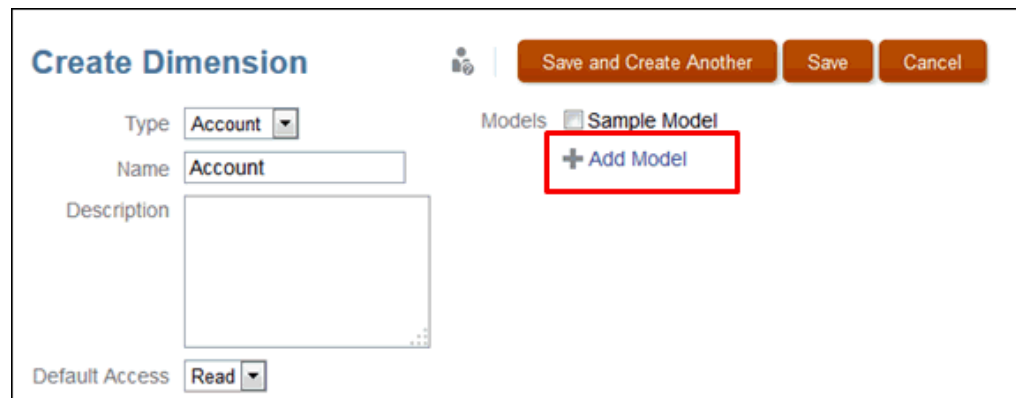 Create Dimension
Save and Create Another
Save
Cancel
Type
Account
Models
Sample Model
Add Model
Name
Account
Description
Default Access
Read